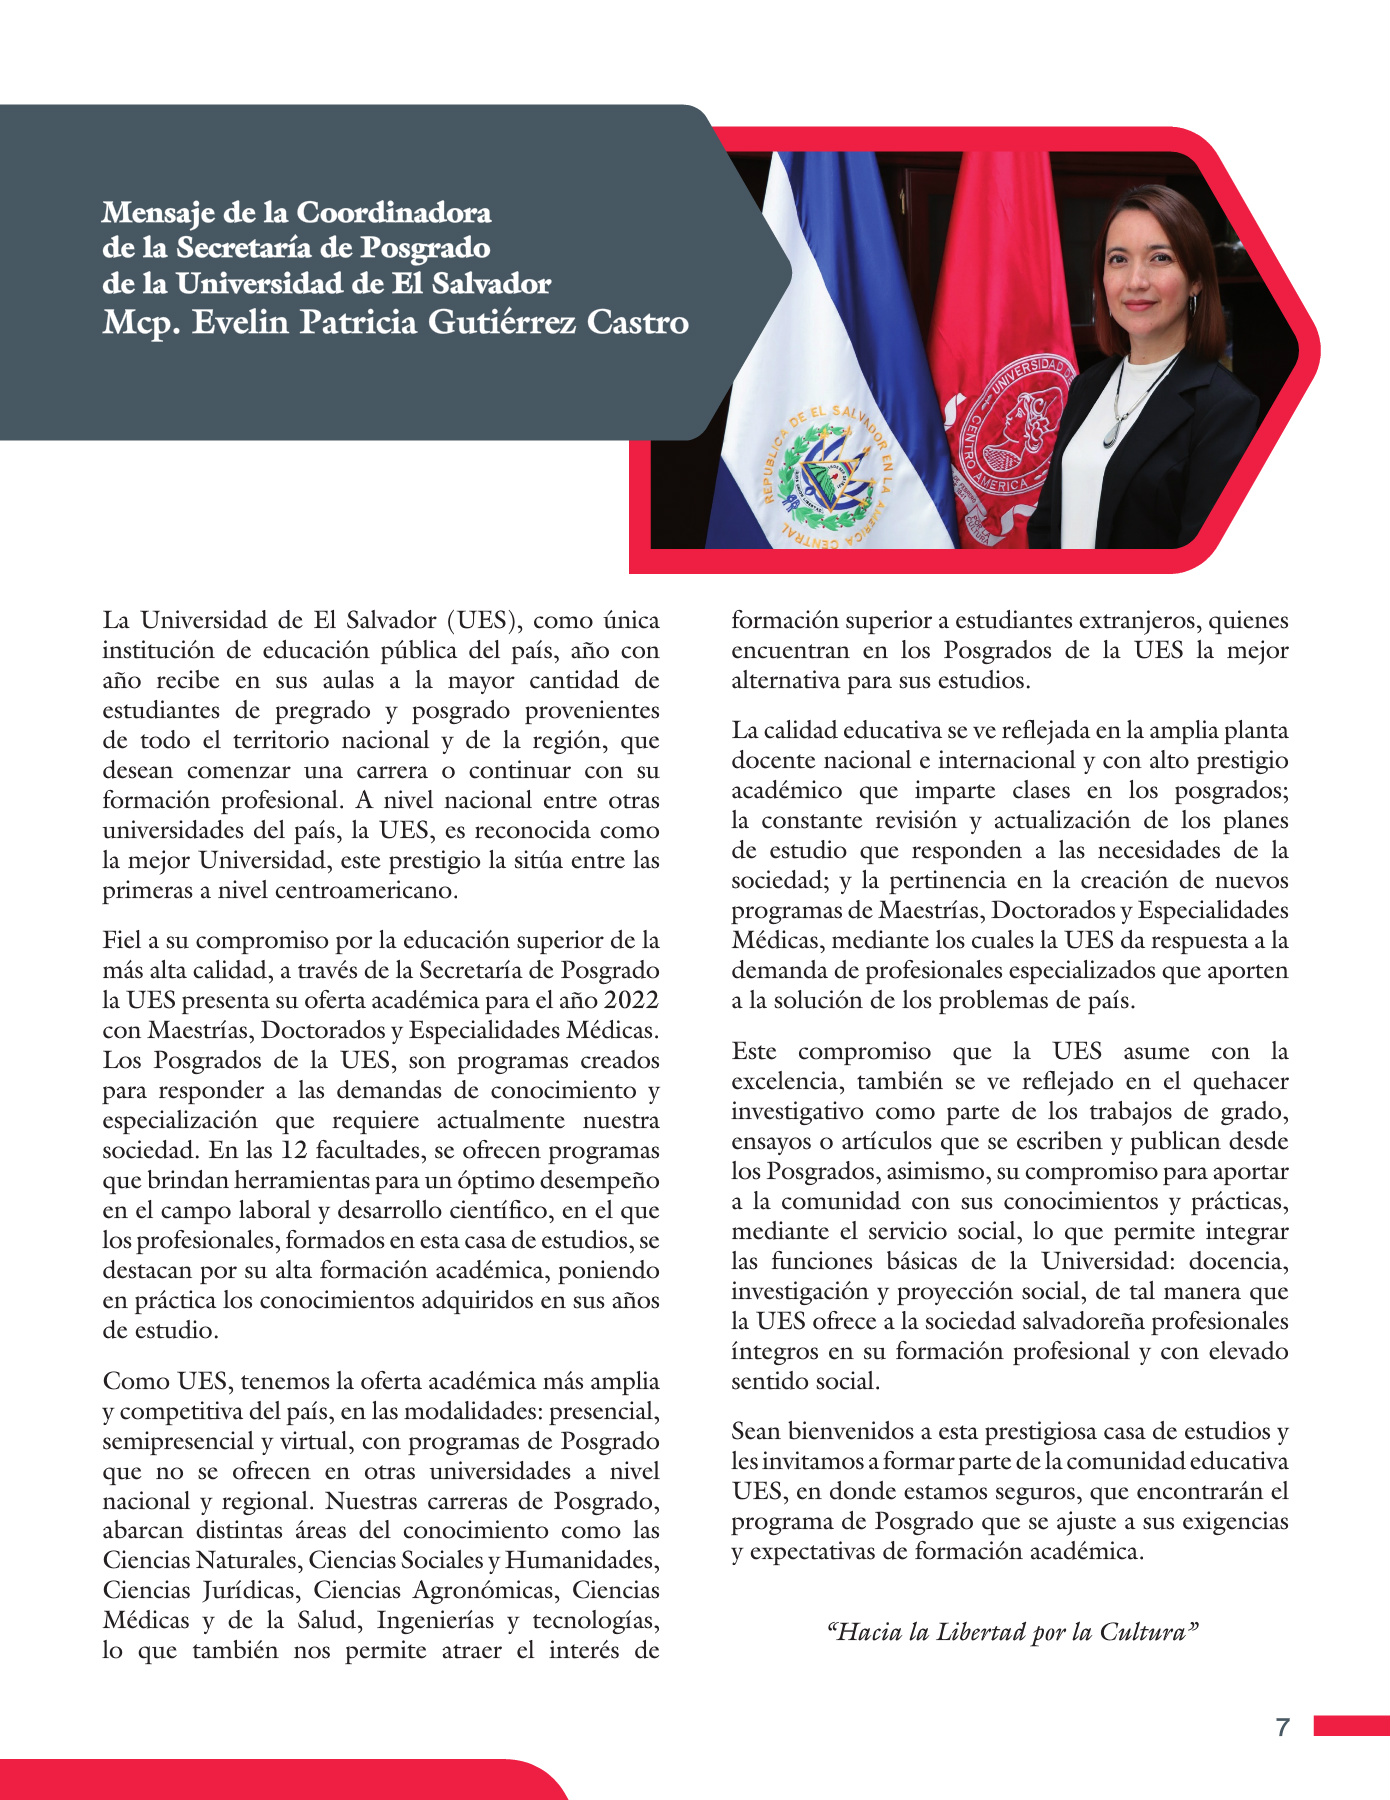 Mensaje de la Coordinadora
de la Secretaría de Posgrado
de la Universidad de El Salvador
Mcp. Evelin Patricia Gutiérrez Castro
REPUBLICA DE EL SALVADOR EN LA AMERICA CENTRAL
UNIVERSIDAD DE
CENTRO AMERICA
POR LA
CULTURA
La Universidad de El Salvador (UES), como única
institución de educación pública del país, año con
año recibe en sus aulas a la mayor cantidad de
estudiantes de pregrado y posgrado provenientes
de todo el territorio nacional y de la región, que
desean comenzar una carrera o continuar con su
formación profesional. A nivel nacional entre otras
universidades del país, la UES, es reconocida como
la mejor Universidad, este prestigio la sitúa entre las
primeras a nivel centroamericano.
Fiel a su compromiso por la educación superior de la
más alta calidad, a través de la Secretaría de Posgrado
la UES presenta su oferta académica para el año 2022
con Maestrías, Doctorados y Especialidades Médicas.
Los Posgrados de la UES, son programas creados
para responder a las demandas de conocimiento y
especialización que requiere actualmente nuestra
sociedad. En las 12 facultades, se ofrecen programas
que brindan herramientas para un óptimo desempeño
en el campo laboral y desarrollo científico, en el que
los profesionales, formados en esta casa de estudios, se
destacan por su alta formación académica, poniendo
en práctica los conocimientos adquiridos en sus años
de estudio.
Como UES, tenemos la oferta académica más amplia
y competitiva del país, en las modalidades: presencial,
semipresencial y virtual, con programas de Posgrado
que no se ofrecen en otras universidades a nivel
nacional y regional. Nuestras carreras de Posgrado,
abarcan distintas áreas del conocimiento como las
Ciencias Naturales, Ciencias Sociales y Humanidades,
Ciencias Jurídicas, Ciencias Agronómicas, Ciencias
Médicas y de la Salud, Ingenierías y tecnologías,
lo que también nos permite atraer el interés de
formación superior a estudiantes extranjeros, quienes
encuentran en los Posgrados de la UES la mejor
alternativa para sus estudios.
La calidad educativa se ve reflejada en la amplia planta
docente nacional e internacional y con alto prestigio
académico que imparte clases en los posgrados;
la constante revisión y actualización de los planes
de estudio que responden a las necesidades de la
sociedad; y la pertinencia en la creación de nuevos
programas de Maestrías, Doctorados y Especialidades
Médicas, mediante los cuales la UES da respuesta a la
demanda de profesionales especializados que aporten
a la solución de los problemas de país.
Este compromiso que la UES asume con la
excelencia, también se ve reflejado en el quehacer
investigativo como parte de los trabajos de grado,
ensayos o artículos que se escriben y publican desde
los Posgrados, asimismo, su compromiso para aportar
a la comunidad con sus conocimientos y prácticas,
mediante el servicio social, lo que permite integrar
las funciones básicas de la Universidad: docencia,
investigación y proyección social, de tal manera que
la UES ofrece a la sociedad salvadoreña profesionales
íntegros en su formación profesional y con elevado
sentido social.
Sean bienvenidos a esta prestigiosa casa de estudios y
les invitamos a formar parte de la comunidad educativa
UES, en donde estamos seguros, que encontrarán el
programa de Posgrado que se ajuste a sus exigencias
y expectativas de formación académica.
“Hacia la Libertad por la Cultura”
7